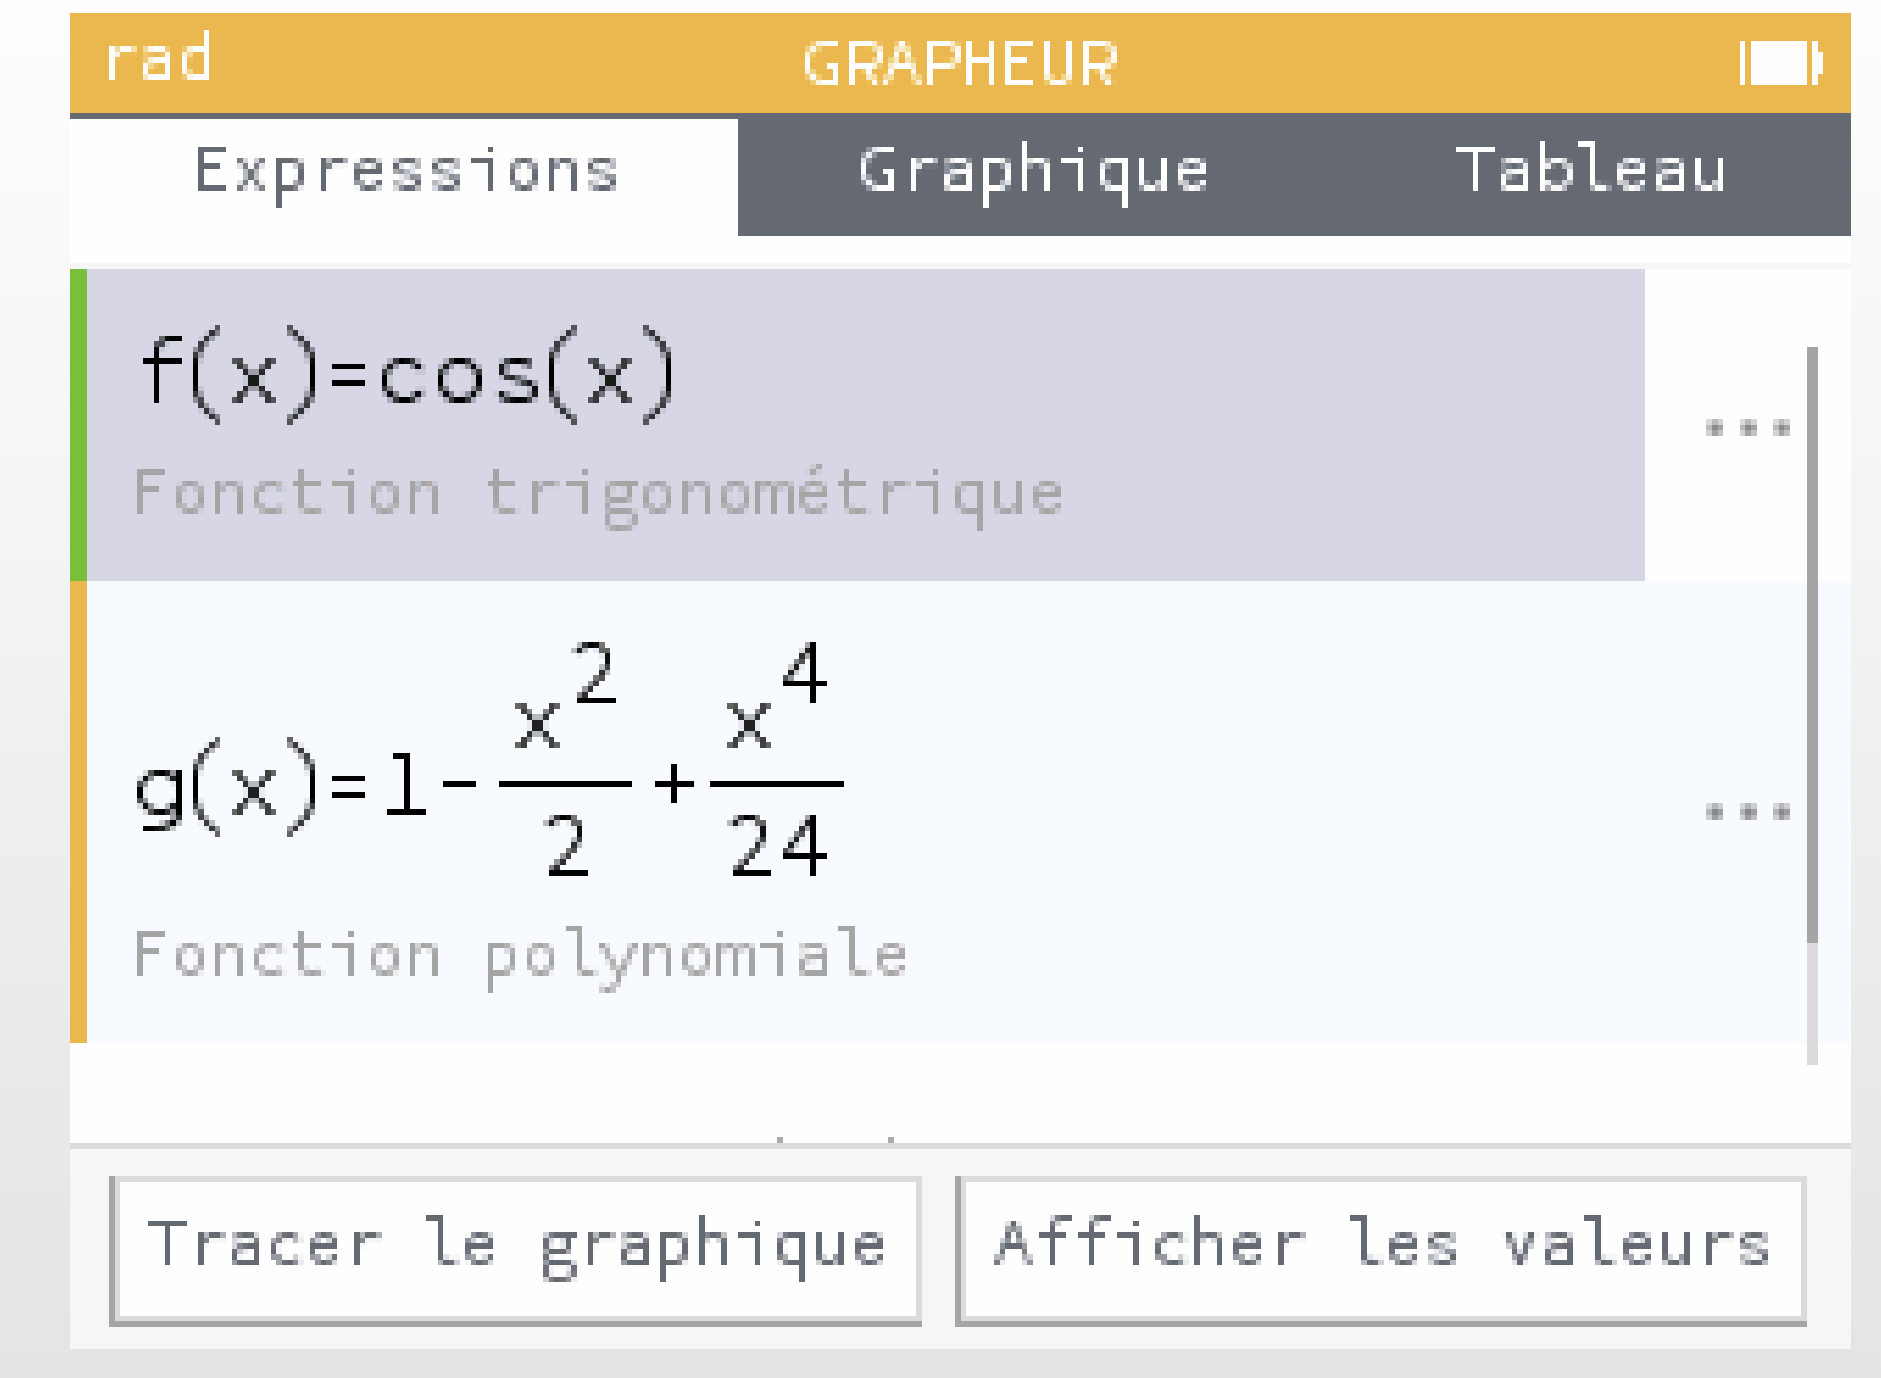 rad GRAPHEUR
Expressions Graphique Tableau
f(x)=cos(x)
...
Fonction trigonométrique
g(x)=1-x^2/2+x^4/24
...
Fonction polynomiale
Tracer le graphique Afficher les valeurs